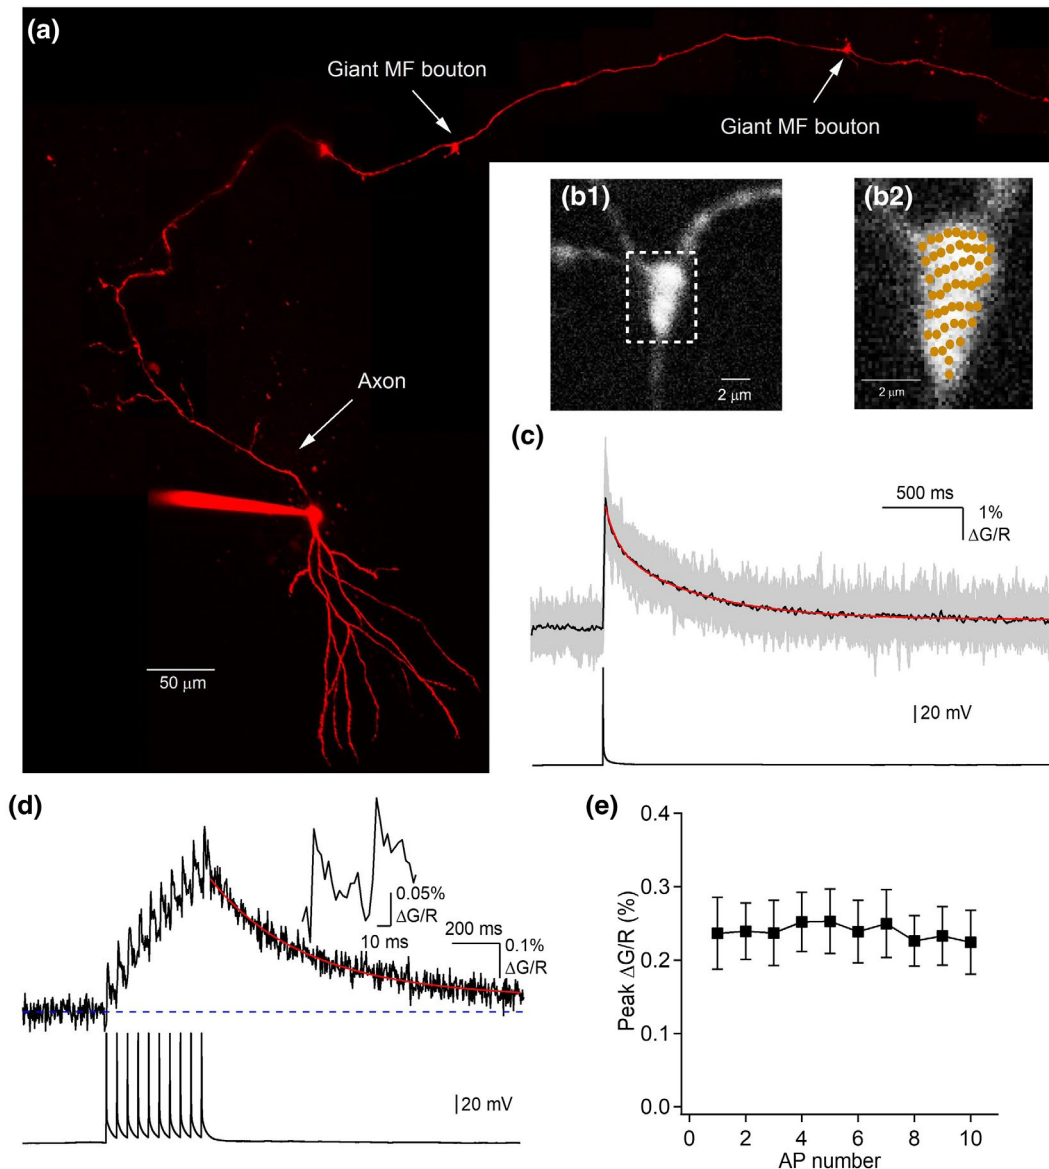 (a)
Giant MF bouton
Giant MF bouton
Axon
50 μm
(b1)
2 μm
(b2)
2 μm
(c)
500 ms
1%
ΔG/R
20 mV
(d)
0.05%
ΔG/R
10 ms
200 ms
0.1%
ΔG/R
20 mV
(e)
Peak ΔG/R (%)
0.4
0.3
0.2
0.1
0.0
0 2 4 6 8 10
AP number